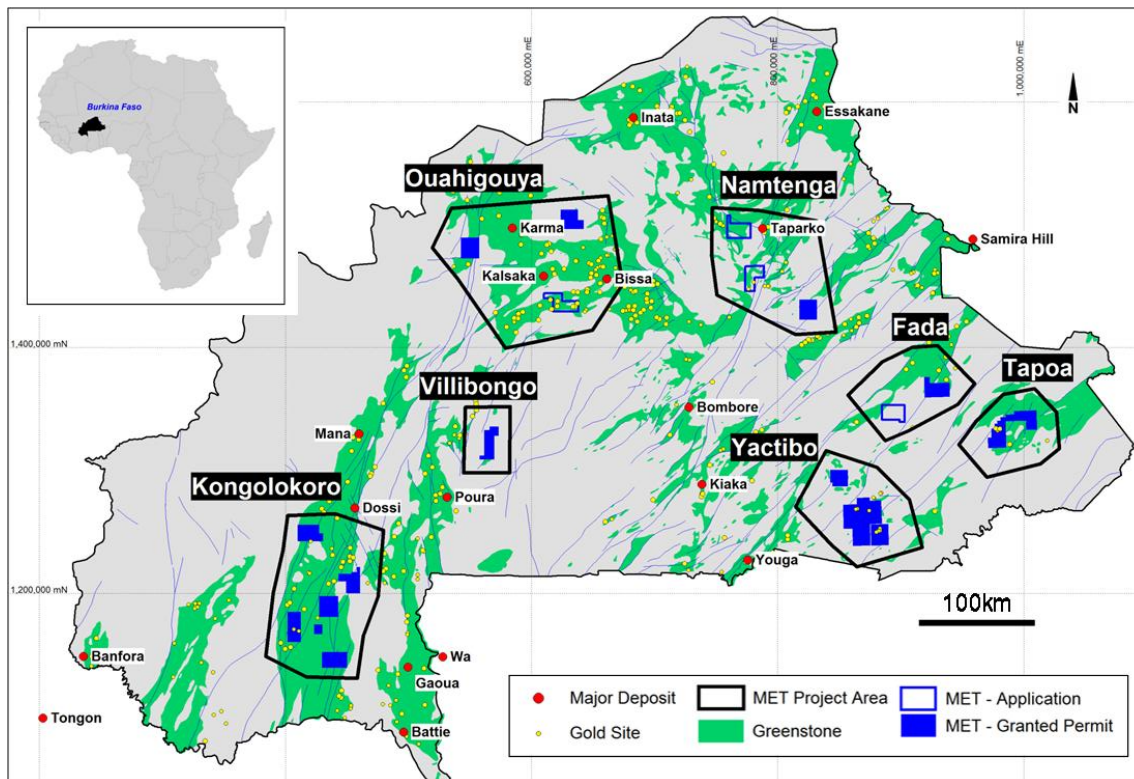 Burkina Faso
600,000 mE
800,000 mE
1,000,000 mE
N
Inata
Essakane
Ouahigouya
Namtenga
Karma
Taparko
Samira Hill
Kalsaka
Bissa
Fada
1,400,000 mN
Tapoa
Villibongo
Bombore
Mana
Yactibo
Kongolokoro
Kiaka
Poura
Dossi
Youga
1,200,000 mN
100km
Banfora
Wa
Gaoua
Tongon
Battie
Major Deposit
MET Project Area
MET - Application
Gold Site
Greenstone
MET - Granted Permit